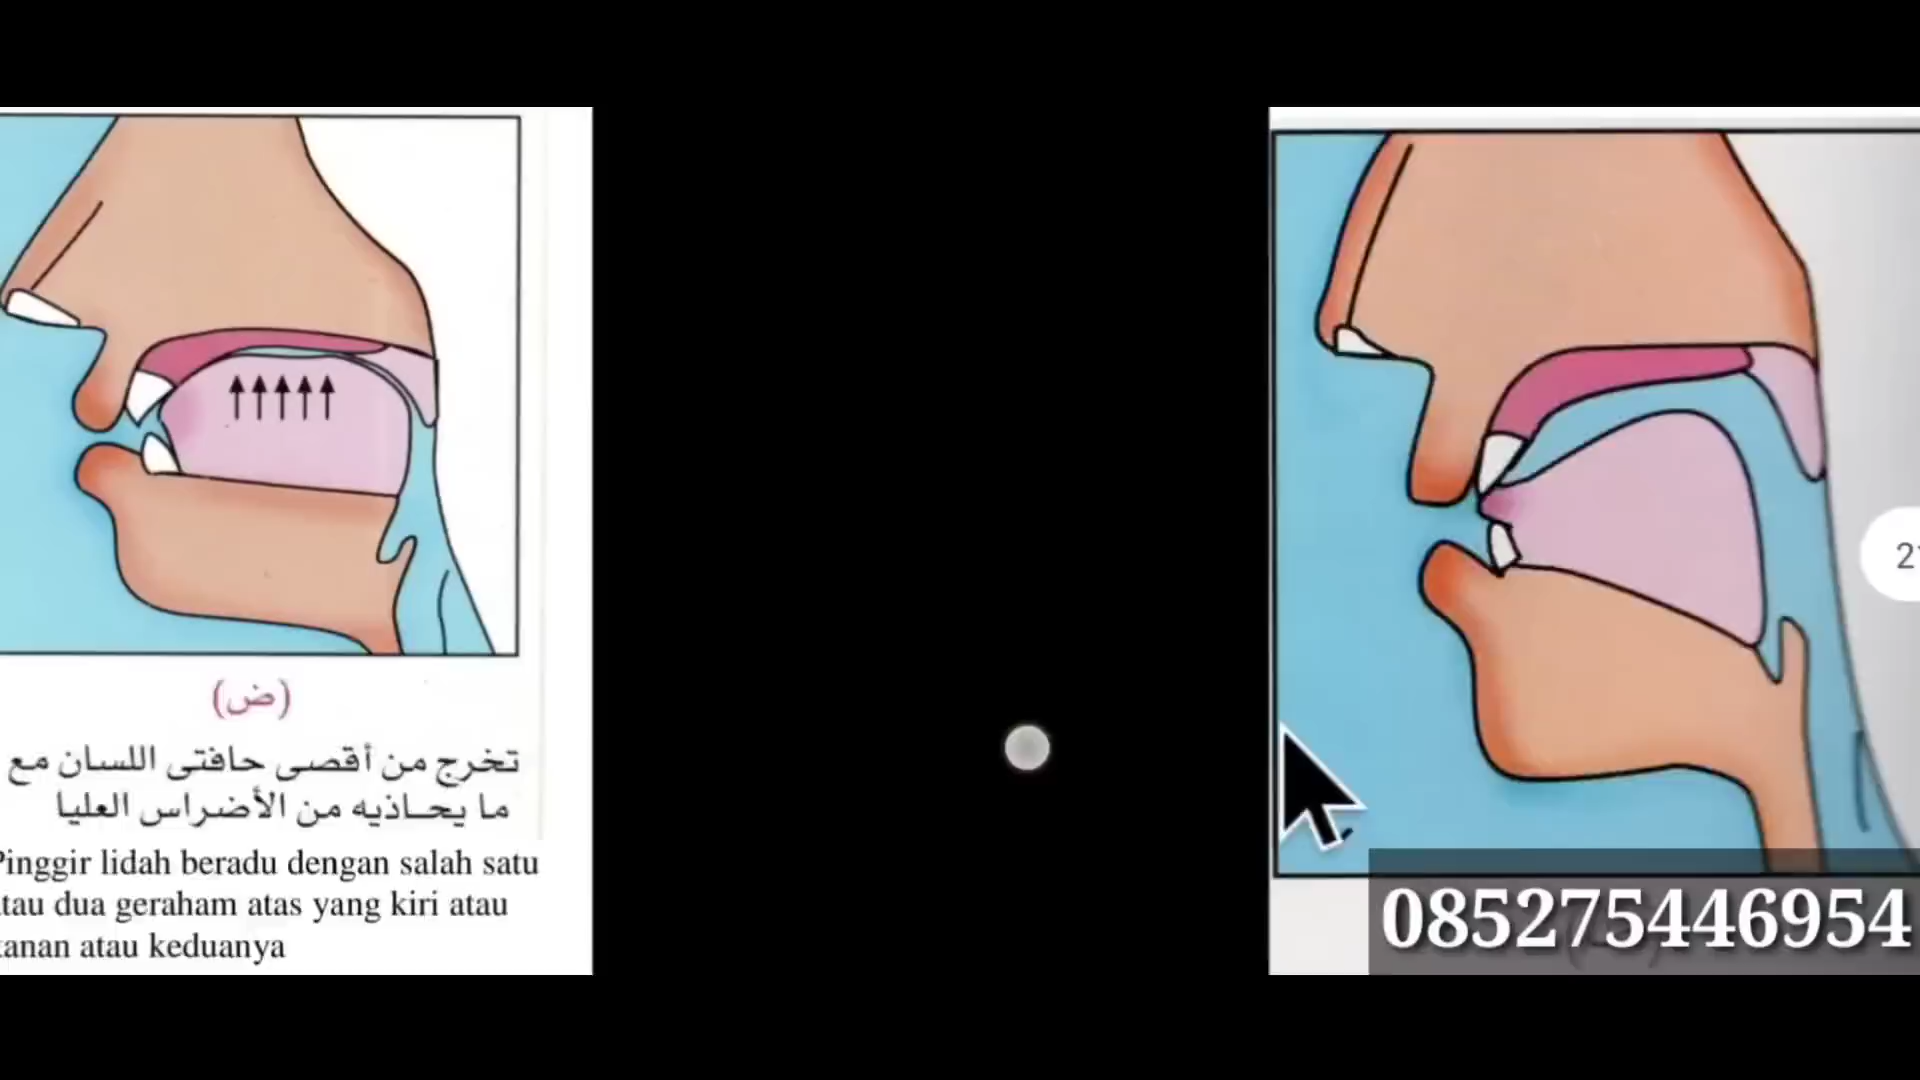 (ض)
تخرج من أقصى حافتى اللسان مع
ما يحاذيه من الأضراس العليا
Pinggir lidah beradu dengan salah satu
atau dua geraham atas yang kiri atau
kanan atau keduanya
085275446954